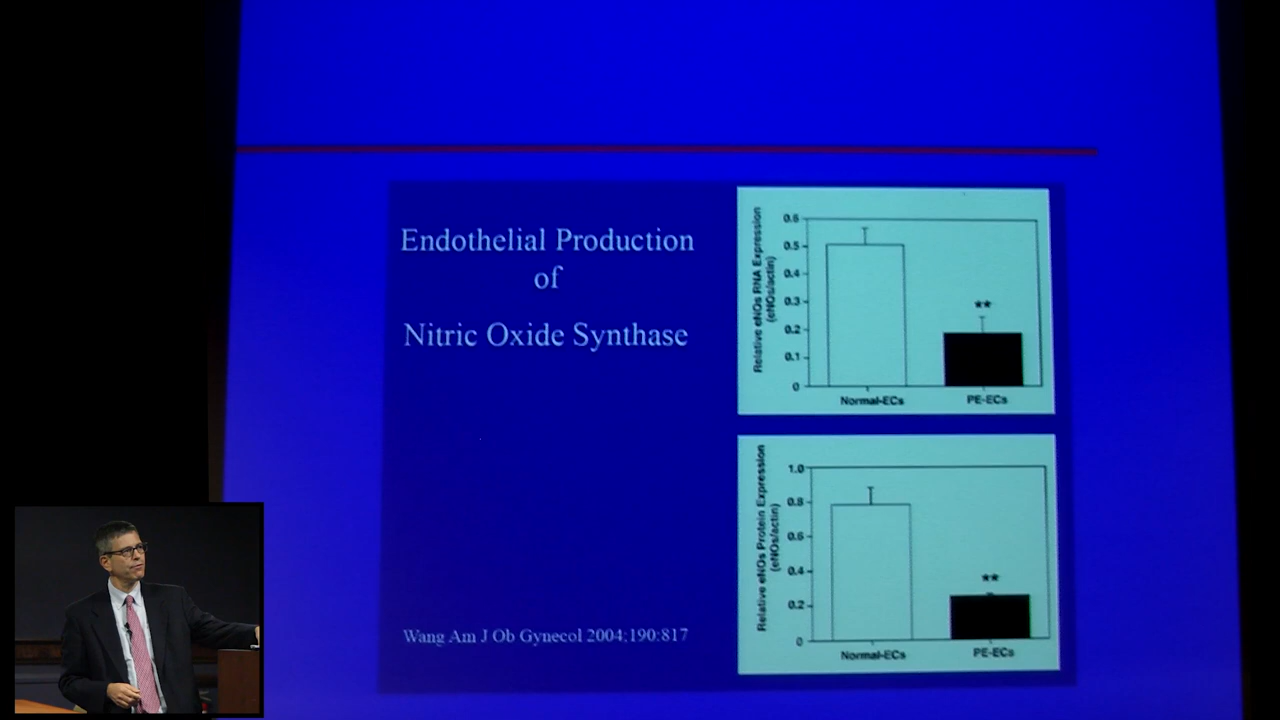 Endothelial Production
of
Nitric Oxide Synthase
Wang Am J Ob Gynecol 2004;190:817
Relative eNOs RNA Expression
(eNOs/actin)
0.6
0.5
0.4
0.3
0.2
0.1
0
**
Normal-ECs
PE-ECs
Relative eNOs Protein Expression
(eNOs/actin)
1.0
0.8
0.6
0.4
0.2
0
**
Normal-ECs
PE-ECs